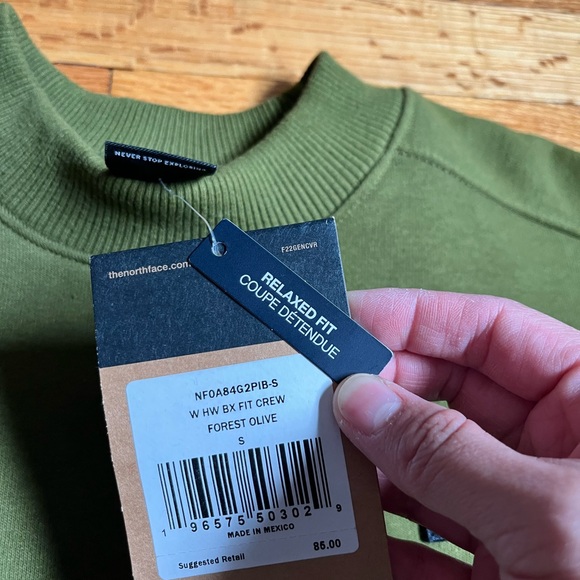 NEVER STOP EXPLORING
thenorthface.com
F22GENCVR
RELAXED FIT
COUPE DÉTENDUE
NF0A84G2PIB-S
W HW BX FIT CREW
FOREST OLIVE
S
1 96575 50302 9
MADE IN MEXICO
Suggested Retail 85.00